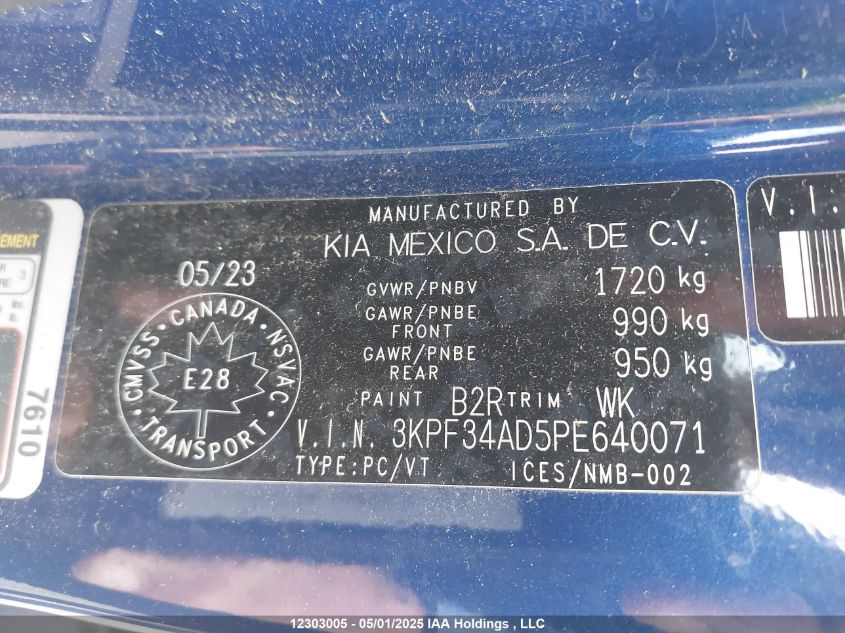 MANUFACTURED BY
KIA MEXICO S.A. DE C.V.
05/23
GVWR/PNBV 1720 kg
GAWR/PNBE FRONT 990 kg
GAWR/PNBE REAR 950 kg
CMVSS · CANADA · NSVAC
E28
TRANSPORT
PAINT B2R TRIM WK
V.I.N. 3KPF34AD5PE640071
TYPE:PC/VT ICES/NMB-002
7610
V.I.
12303005 - 05/01/2025 IAA Holdings , LLC